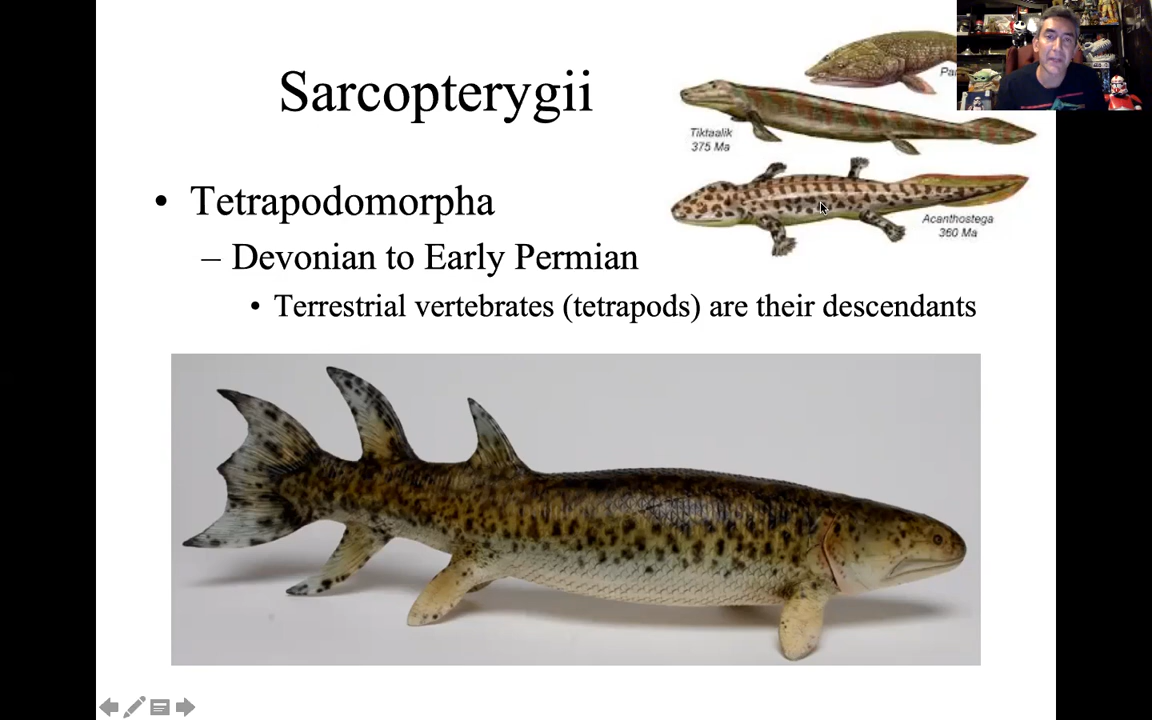 Sarcopterygii
Tiktaalik
375 Ma
• Tetrapodomorpha
Acanthostega
360 Ma
– Devonian to Early Permian
• Terrestrial vertebrates (tetrapods) are their descendants